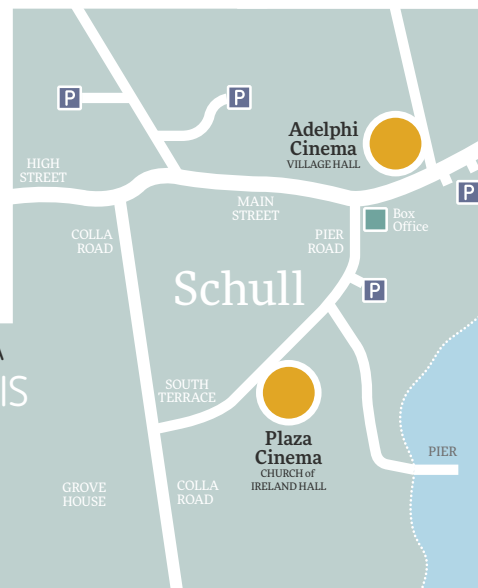 P
P
Adelphi
Cinema
VILLAGE HALL
HIGH
STREET
P
MAIN
STREET
Box
Office
COLLA
ROAD
PIER
ROAD
Schull
P
A
IS
SOUTH
TERRACE
Plaza
Cinema
CHURCH of
IRELAND HALL
PIER
GROVE
HOUSE
COLLA
ROAD